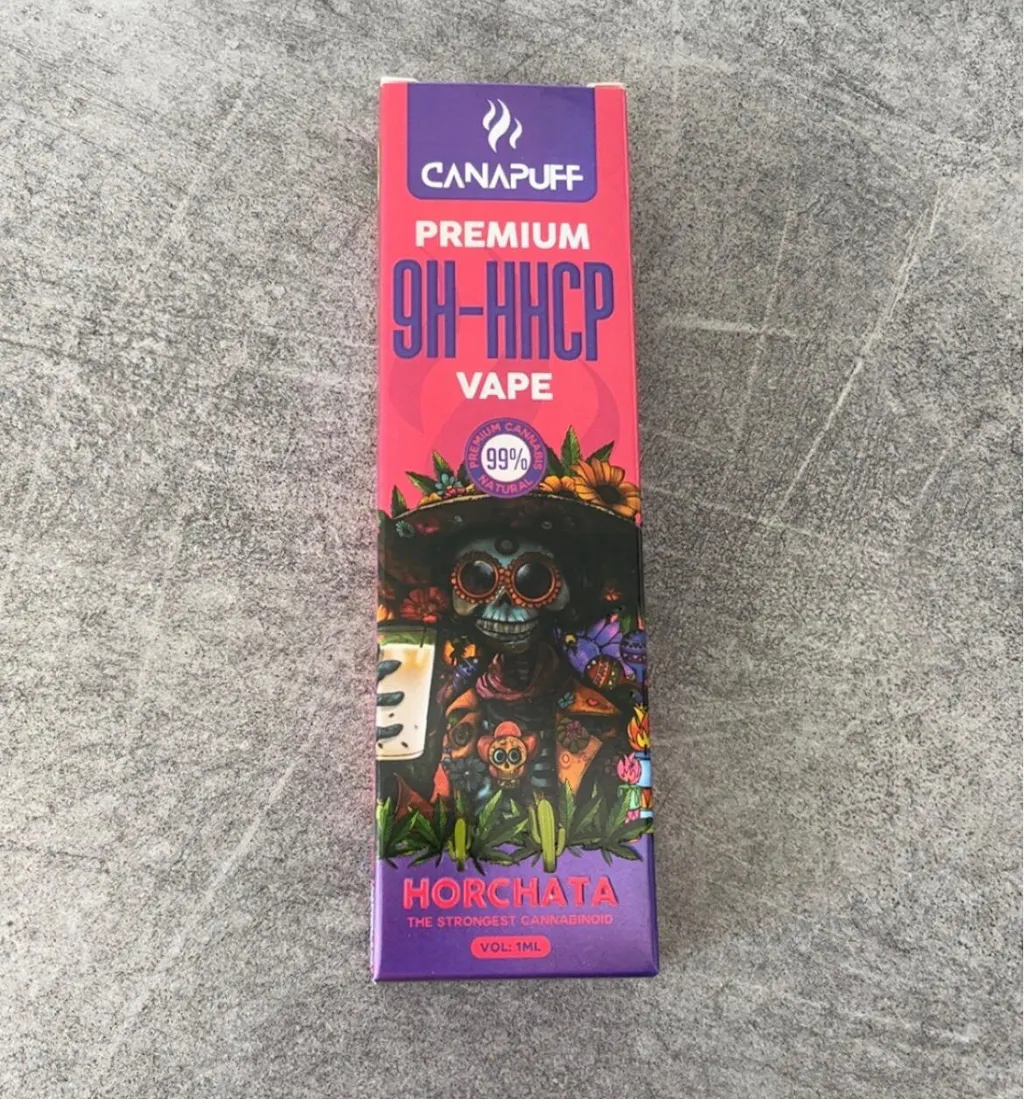 CANAPUFF
PREMIUM
9H-HHCP
VAPE
PREMIUM CANNABIS
99%
NATURAL
HORCHATA
THE STRONGEST CANNABINOID
VOL: 1ML